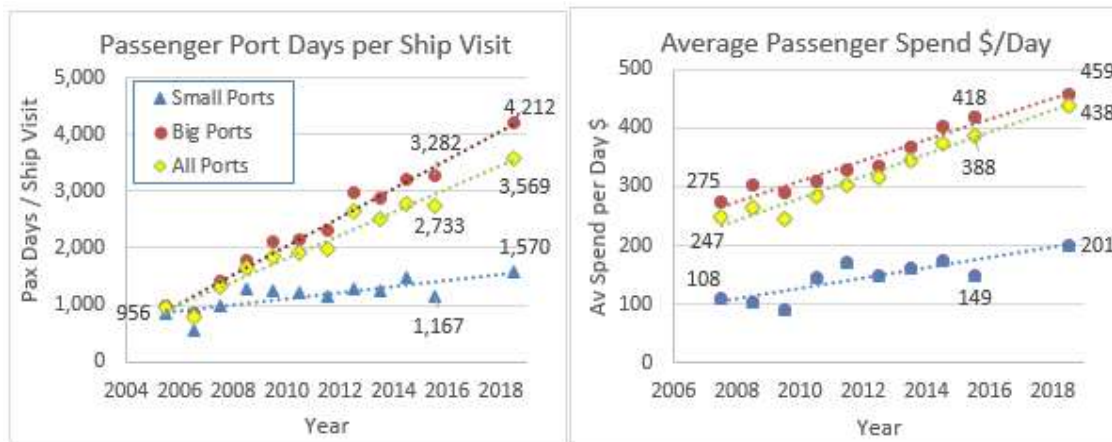 Passenger Port Days per Ship Visit
5,000
4,000
3,000
2,000
1,000
0
Pax Days / Ship Visit
Small Ports
Big Ports
All Ports
4,212
3,282
3,569
2,733
1,570
956
1,167
2004 2006 2008 2010 2012 2014 2016 2018
Year
Average Passenger Spend $/Day
500
400
300
200
100
0
Av Spend per Day $
459
418
438
388
275
247
201
108
149
2006 2008 2010 2012 2014 2016 2018
Year